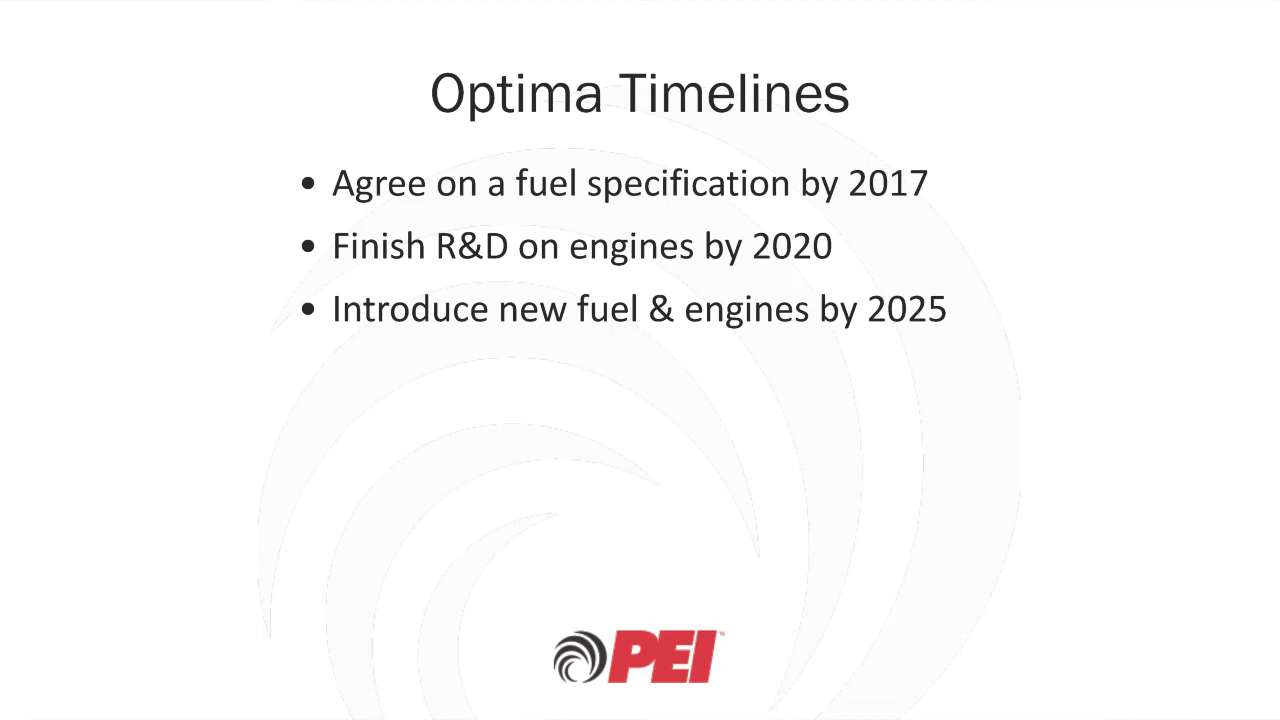 Optima Timelines
• Agree on a fuel specification by 2017
• Finish R&D on engines by 2020
• Introduce new fuel & engines by 2025
PEI™